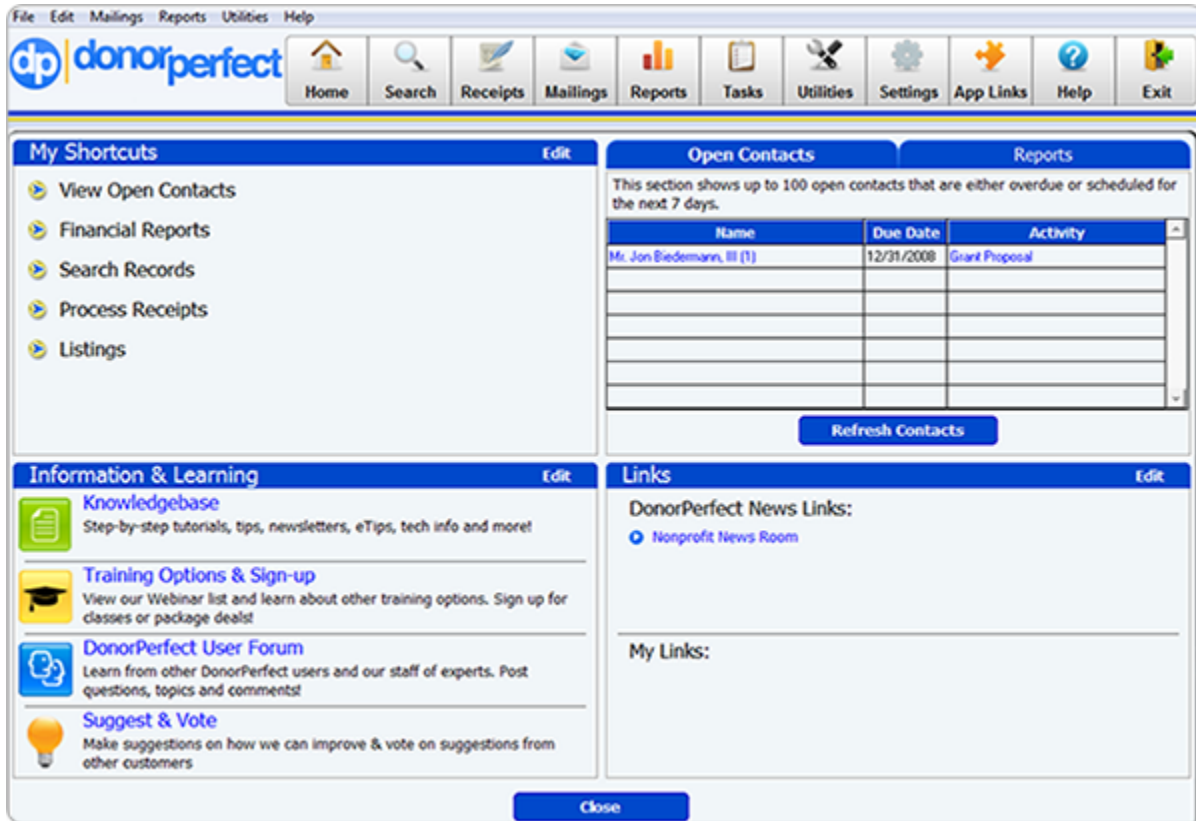 File Edit Mailings Reports Utilities Help
dp donorperfect
Home Search Receipts Mailings Reports Tasks Utilities Settings App Links Help Exit
My Shortcuts Edit
View Open Contacts
Financial Reports
Search Records
Process Receipts
Listings
Open Contacts Reports
This section shows up to 100 open contacts that are either overdue or scheduled for
the next 7 days.
Name Due Date Activity
Mr. Jon Biedermann, III (1) 12/31/2008 Grant Proposal
Refresh Contacts
Information & Learning Edit
Knowledgebase
Step-by-step tutorials, tips, newsletters, eTips, tech info and more!
Training Options & Sign-up
View our Webinar list and learn about other training options. Sign up for
classes or package deals!
DonorPerfect User Forum
Learn from other DonorPerfect users and our staff of experts. Post
questions, topics and comments!
Suggest & Vote
Make suggestions on how we can improve & vote on suggestions from
other customers
Links Edit
DonorPerfect News Links:
Nonprofit News Room
My Links:
Close